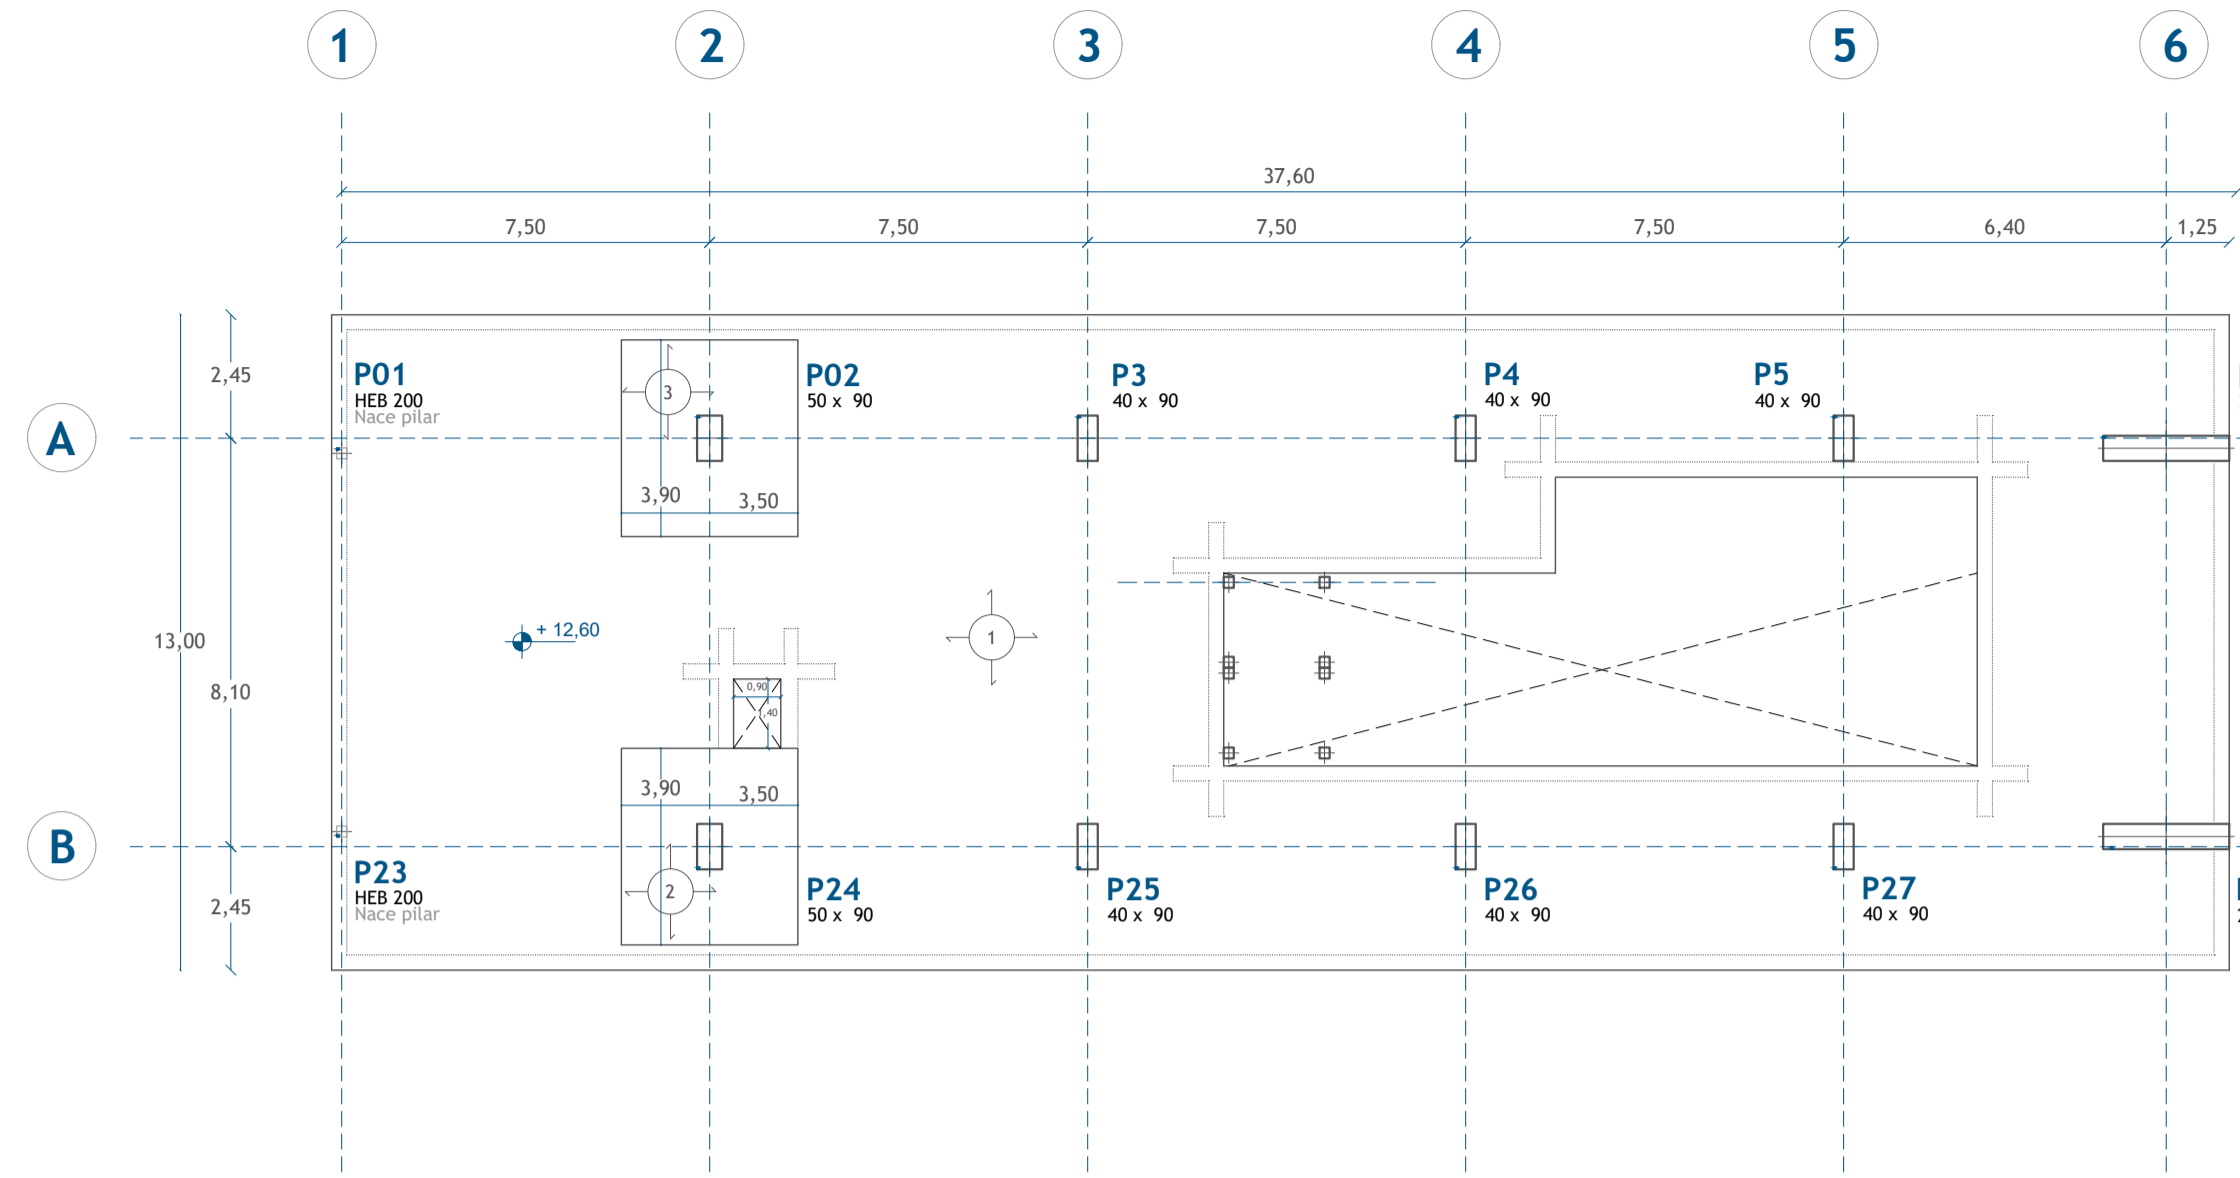 1 2 3 4 5 6
37,60
7,50 7,50 7,50 7,50 6,40 1,25
2,45
P01
HEB 200
Nace pilar
3
P02
50 x 90
P3
40 x 90
P4
40 x 90
P5
40 x 90
A
3,90 3,50
+ 12,60
1
13,00
8,10
0,90
3,90 3,50
B
P23
HEB 200
Nace pilar
2
P24
50 x 90
P25
40 x 90
P26
40 x 90
P27
40 x 90
2,45